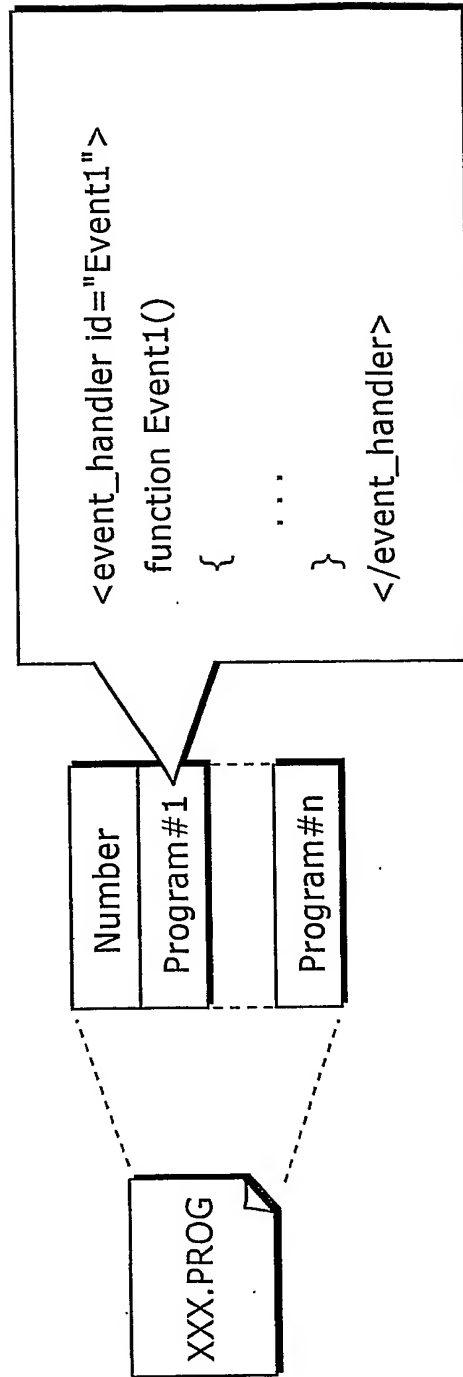 XXX.PROG
Number
Program#1
Program#n
<event_handler id="Event1">
function Event1()
{
...
}
</event_handler>